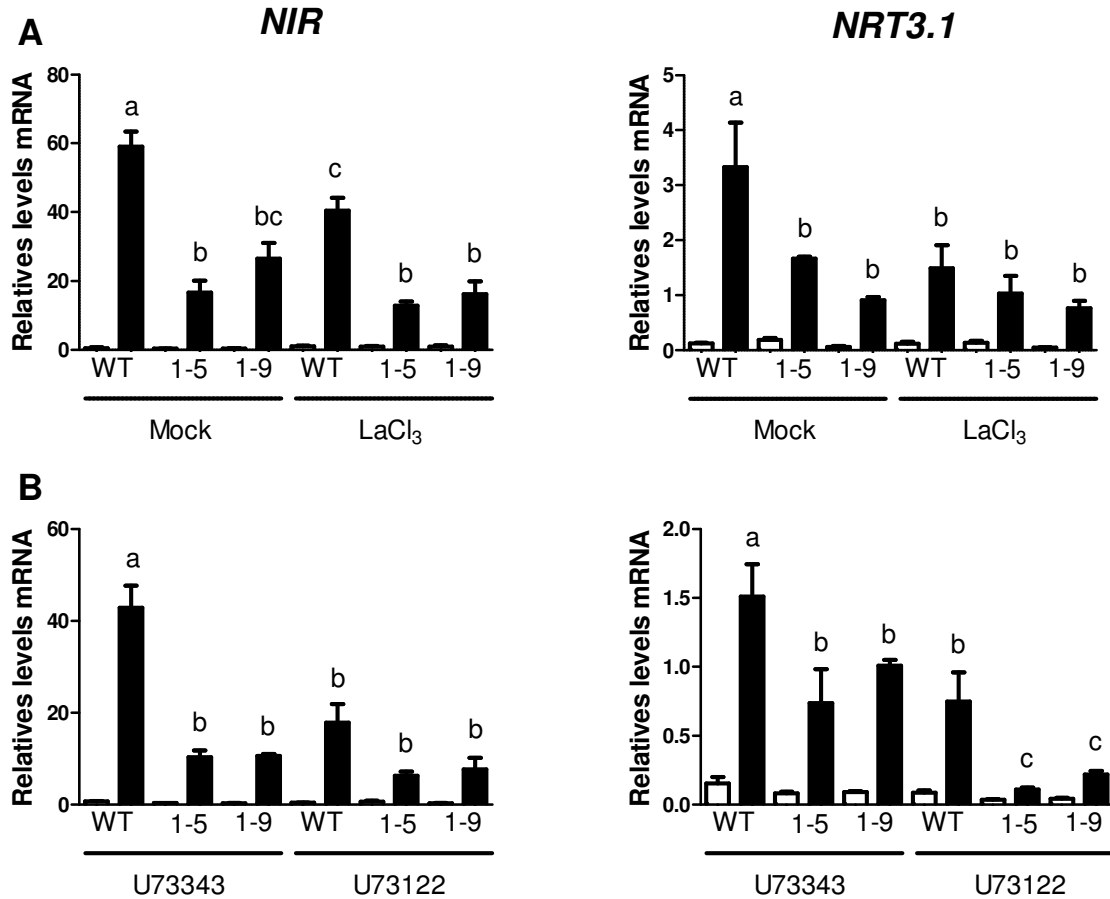 A
NIR
NRT3.1
Relatives levels mRNA
80
60
40
20
0
a
b
bc
c
b
b
WT 1-5 1-9 WT 1-5 1-9
Mock LaCl₃
Relatives levels mRNA
5
4
3
2
1
0
a
b
b
b
b
b
WT 1-5 1-9 WT 1-5 1-9
Mock LaCl₃
B
Relatives levels mRNA
60
40
20
0
a
b
b
b
b
b
WT 1-5 1-9 WT 1-5 1-9
U73343 U73122
Relatives levels mRNA
2.0
1.5
1.0
0.5
0.0
a
b
b
b
c
c
WT 1-5 1-9 WT 1-5 1-9
U73343 U73122